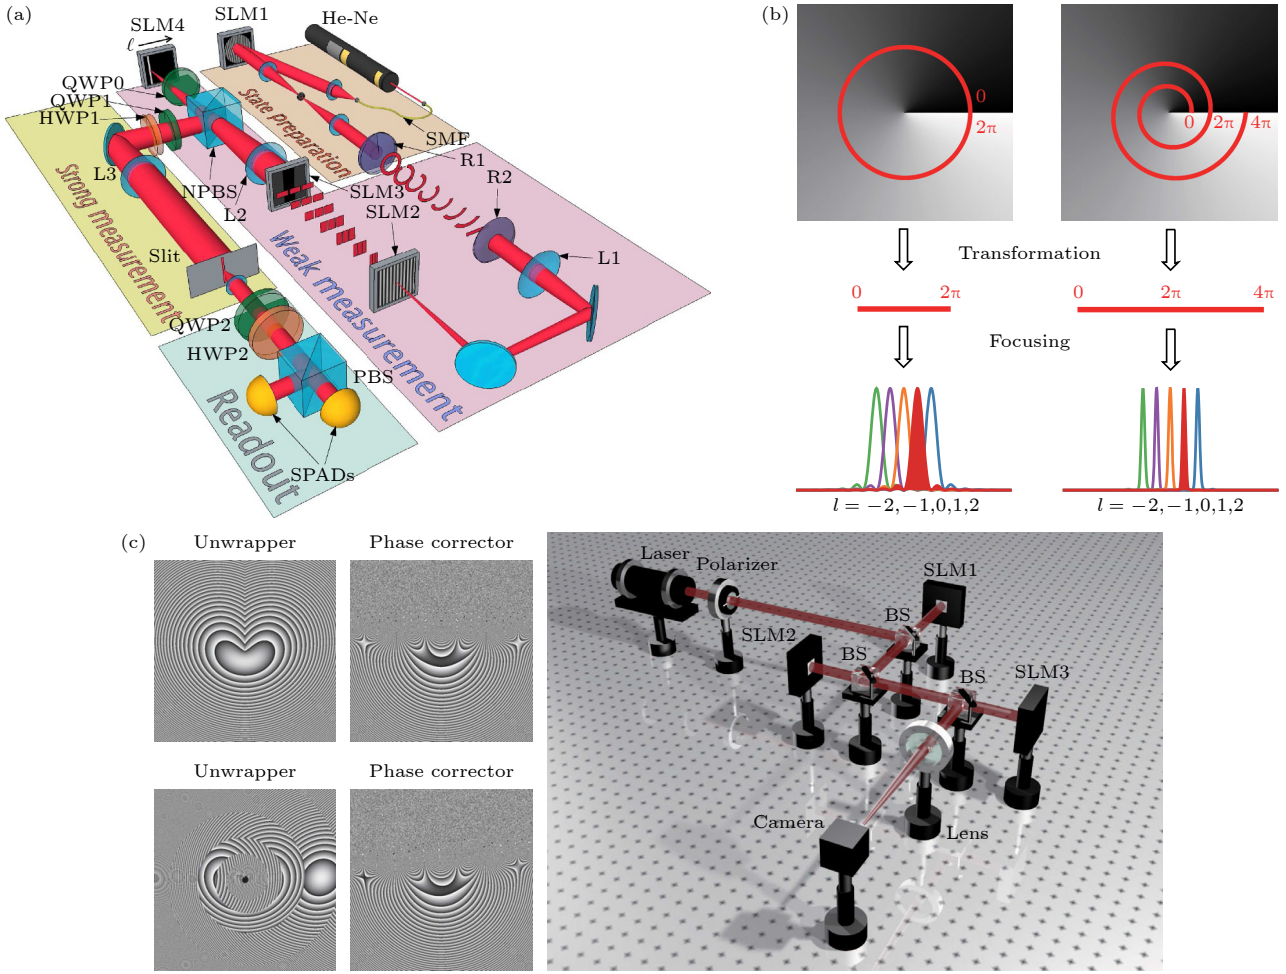 (a)
SLM4
SLM1
He-Ne
ℓ
QWP0
QWP1
HWP1
State preparation
SMF
R1
L3
R2
NPBS
SLM3
L2
SLM2
Strong measurement
Slit
L1
Weak measurement
QWP2
HWP2
PBS
Readout
SPADs
(b)
0
2π
0
2π
4π
Transformation
0
2π
0
2π
4π
Focusing
l = −2,−1,0,1,2
l = −2,−1,0,1,2
(c)
Unwrapper
Phase corrector
Unwrapper
Phase corrector
Laser
Polarizer
SLM1
BS
SLM2
BS
BS
SLM3
Camera
Lens